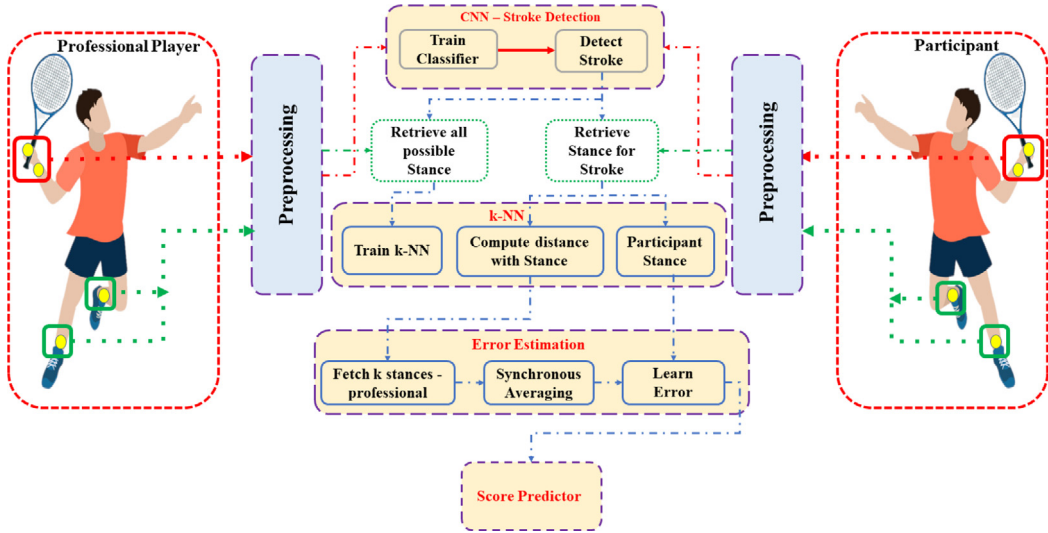 CNN – Stroke Detection
Professional Player
Train
Classifier
Detect
Stroke
Participant
Preprocessing
Retrieve all
possible
Stance
Retrieve
Stance for
Stroke
Preprocessing
k-NN
Train k-NN
Compute distance
with Stance
Participant
Stance
Error Estimation
Fetch k stances -
professional
Synchronous
Averaging
Learn
Error
Score Predictor